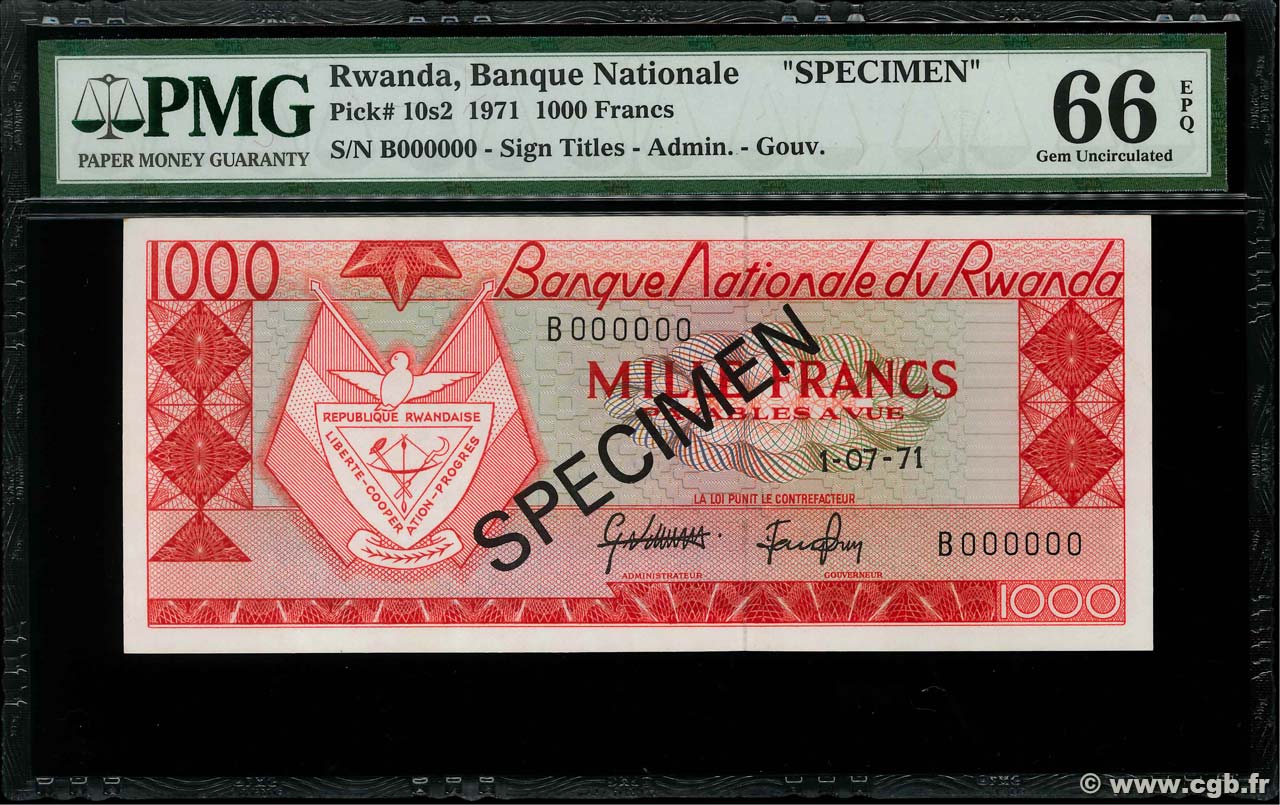 PMG
PAPER MONEY GUARANTY
Rwanda, Banque Nationale "SPECIMEN"
Pick# 10s2 1971 1000 Francs
S/N B000000 - Sign Titles - Admin. - Gouv.
66
EPQ
Gem Uncirculated
1000
Banque Nationale du Rwanda
B000000
MILLE FRANCS
PAYABLES A VUE
SPECIMEN
1-07-71
REPUBLIQUE RWANDAISE
LIBERTE-COOPERATION-PROGRES
LA LOI PUNIT LE CONTREFACTEUR
ADMINISTRATEUR
GOUVERNEUR
B000000
1000
© www.cgb.fr